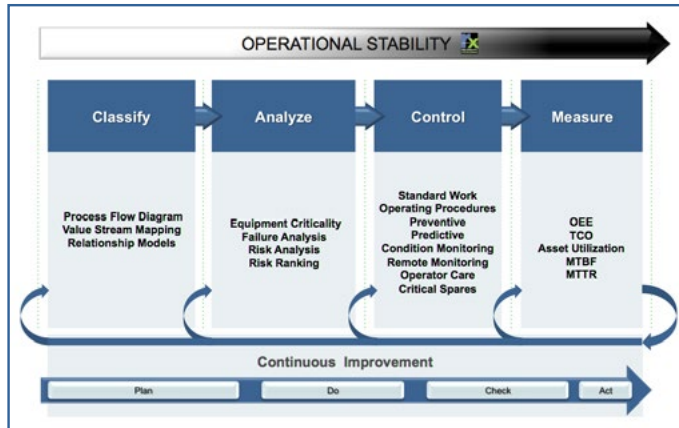 OPERATIONAL STABILITY
Classify
Analyze
Control
Measure
Process Flow Diagram
Value Stream Mapping
Relationship Models
Equipment Criticality
Failure Analysis
Risk Analysis
Risk Ranking
Standard Work
Operating Procedures
Preventive
Predictive
Condition Monitoring
Remote Monitoring
Operator Care
Critical Spares
OEE
TCO
Asset Utilization
MTBF
MTTR
Continuous Improvement
Plan
Do
Check
Act